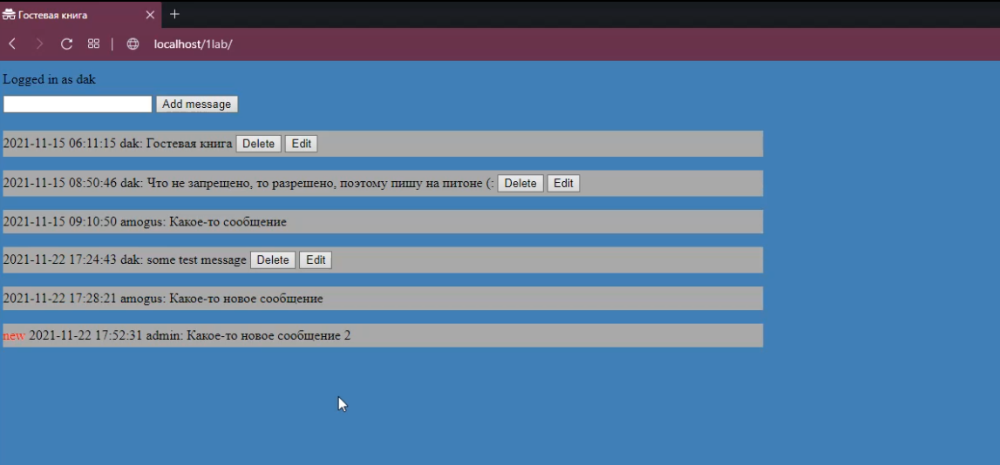 Гостевая книга
localhost/1lab/
Logged in as dak
Add message
2021-11-15 06:11:15 dak: Гостевая книга Delete Edit
2021-11-15 08:50:46 dak: Что не запрещено, то разрешено, поэтому пишу на питоне (: Delete Edit
2021-11-15 09:10:50 amogus: Какое-то сообщение
2021-11-22 17:24:43 dak: some test message Delete Edit
2021-11-22 17:28:21 amogus: Какое-то новое сообщение
new 2021-11-22 17:52:31 admin: Какое-то новое сообщение 2